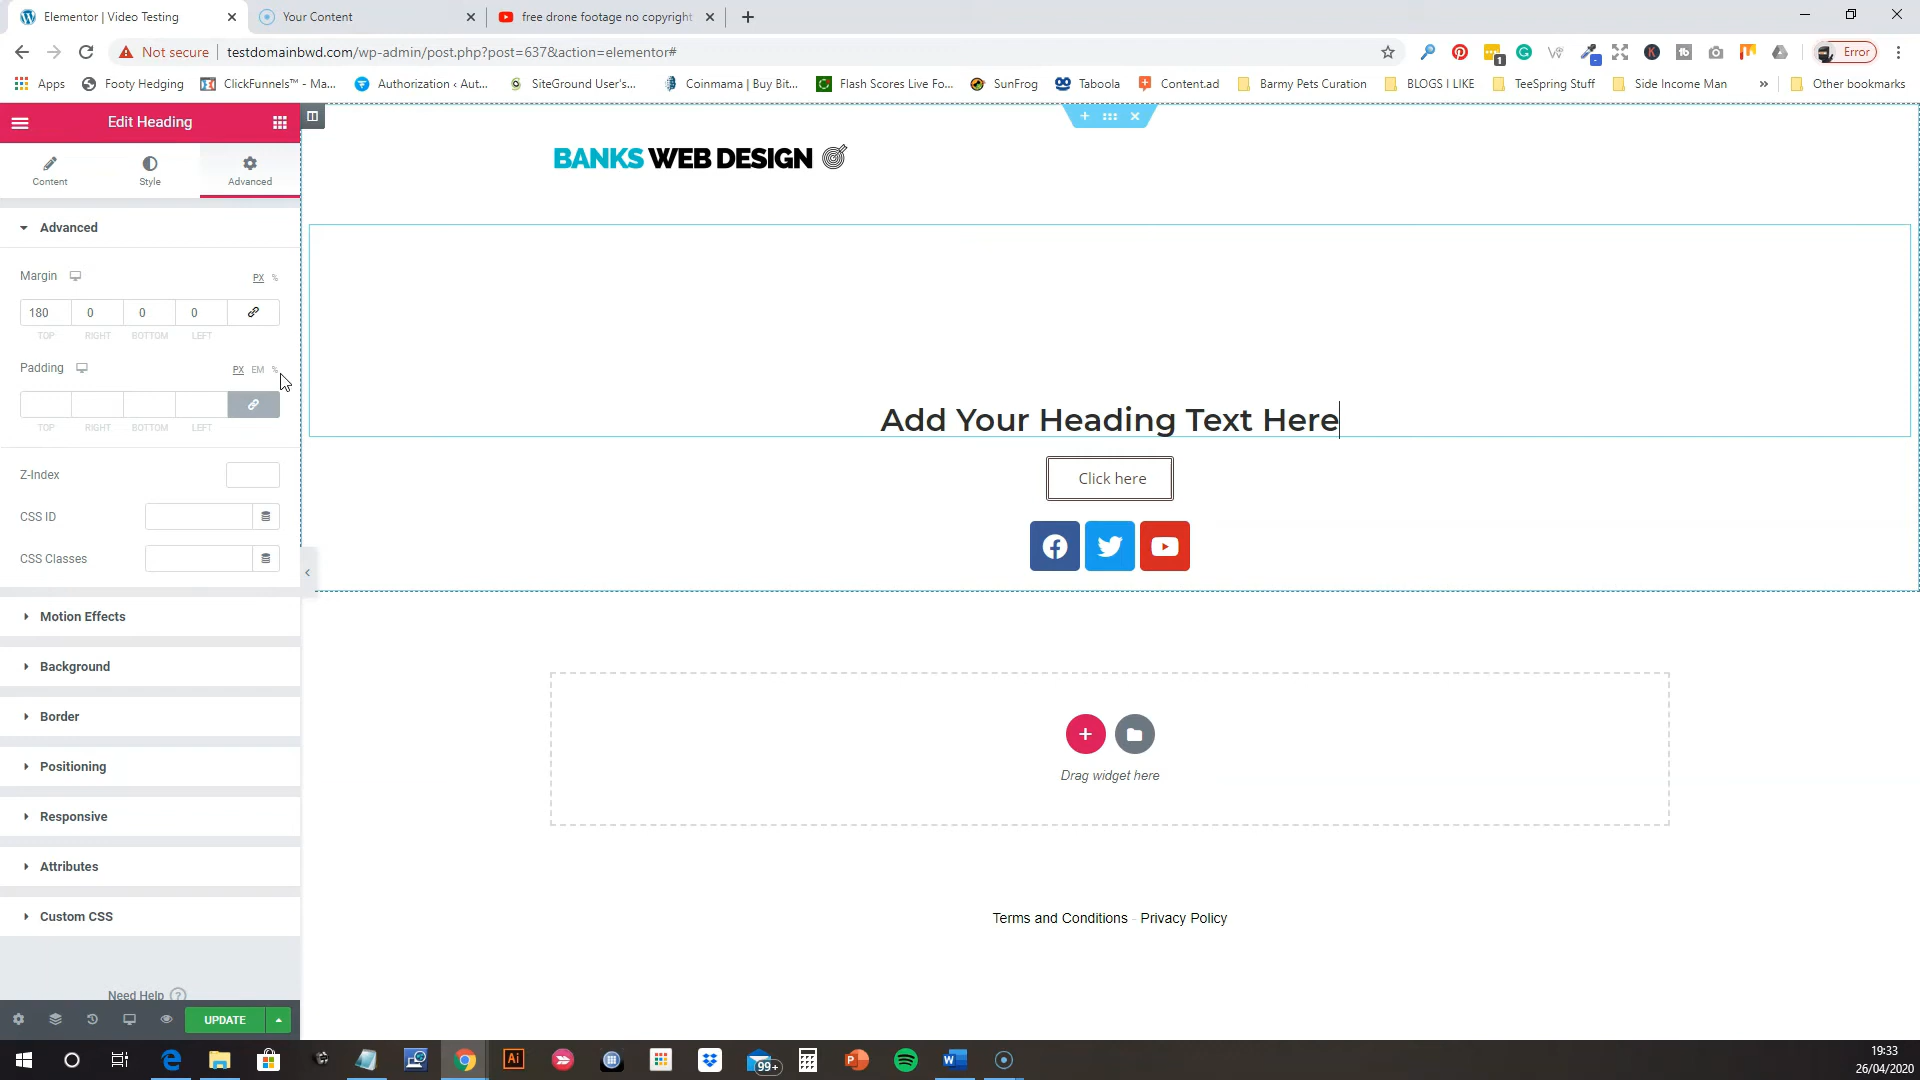 Elementor | Video Testing
Your Content
free drone footage no copyright
Not secure
testdomainbwd.com/wp-admin/post.php?post=637&action=elementor#
1
Error
Apps
Footy Hedging
ClickFunnels™ - Ma...
Authorization ‹ Aut...
SiteGround User's...
Coinmama | Buy Bit...
Flash Scores Live Fo...
SunFrog
Taboola
Content.ad
Barmy Pets Curation
BLOGS I LIKE
TeeSpring Stuff
Side Income Man
»
Other bookmarks
Edit Heading
Content
Style
Advanced
Advanced
Margin
PX %
180 0 0 0
TOP RIGHT BOTTOM LEFT
Padding
PX EM %
TOP RIGHT BOTTOM LEFT
Z-Index
CSS ID
CSS Classes
Motion Effects
Background
Border
Positioning
Responsive
Attributes
Custom CSS
Need Help ?
UPDATE
BANKS WEB DESIGN
Add Your Heading Text Here
Click here
Drag widget here
Terms and Conditions - Privacy Policy
Ai
99+
19:33
26/04/2020